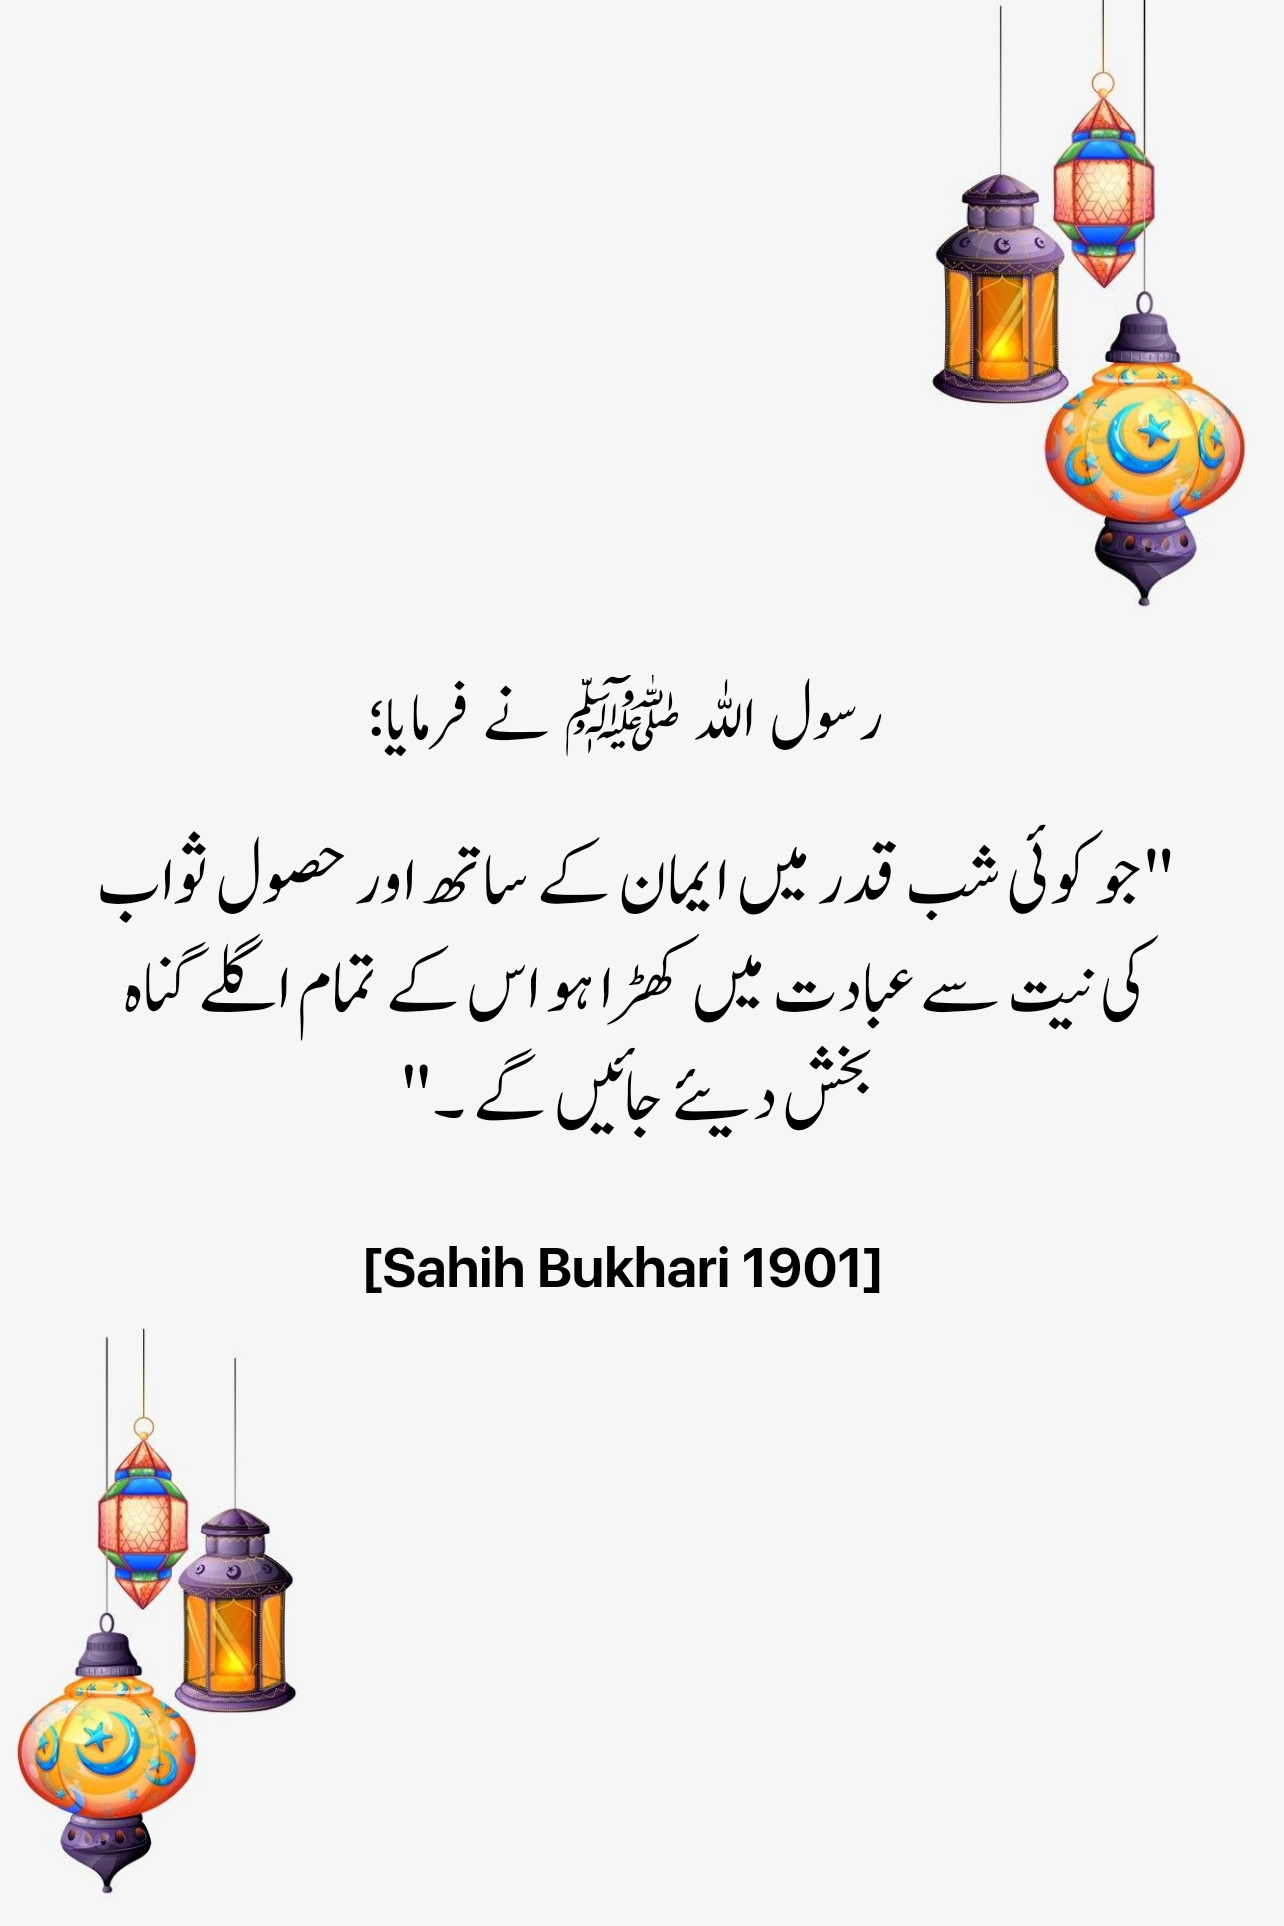 رسول اللہ ﷺ نے فرمایا؛
"جو کوئی شب قدر میں ایمان کے ساتھ اور حصول ثواب
کی نیت سے عبادت میں کھڑا ہو اس کے تمام اگلے گناہ
بخش دیئے جائیں گے ۔"
[Sahih Bukhari 1901]